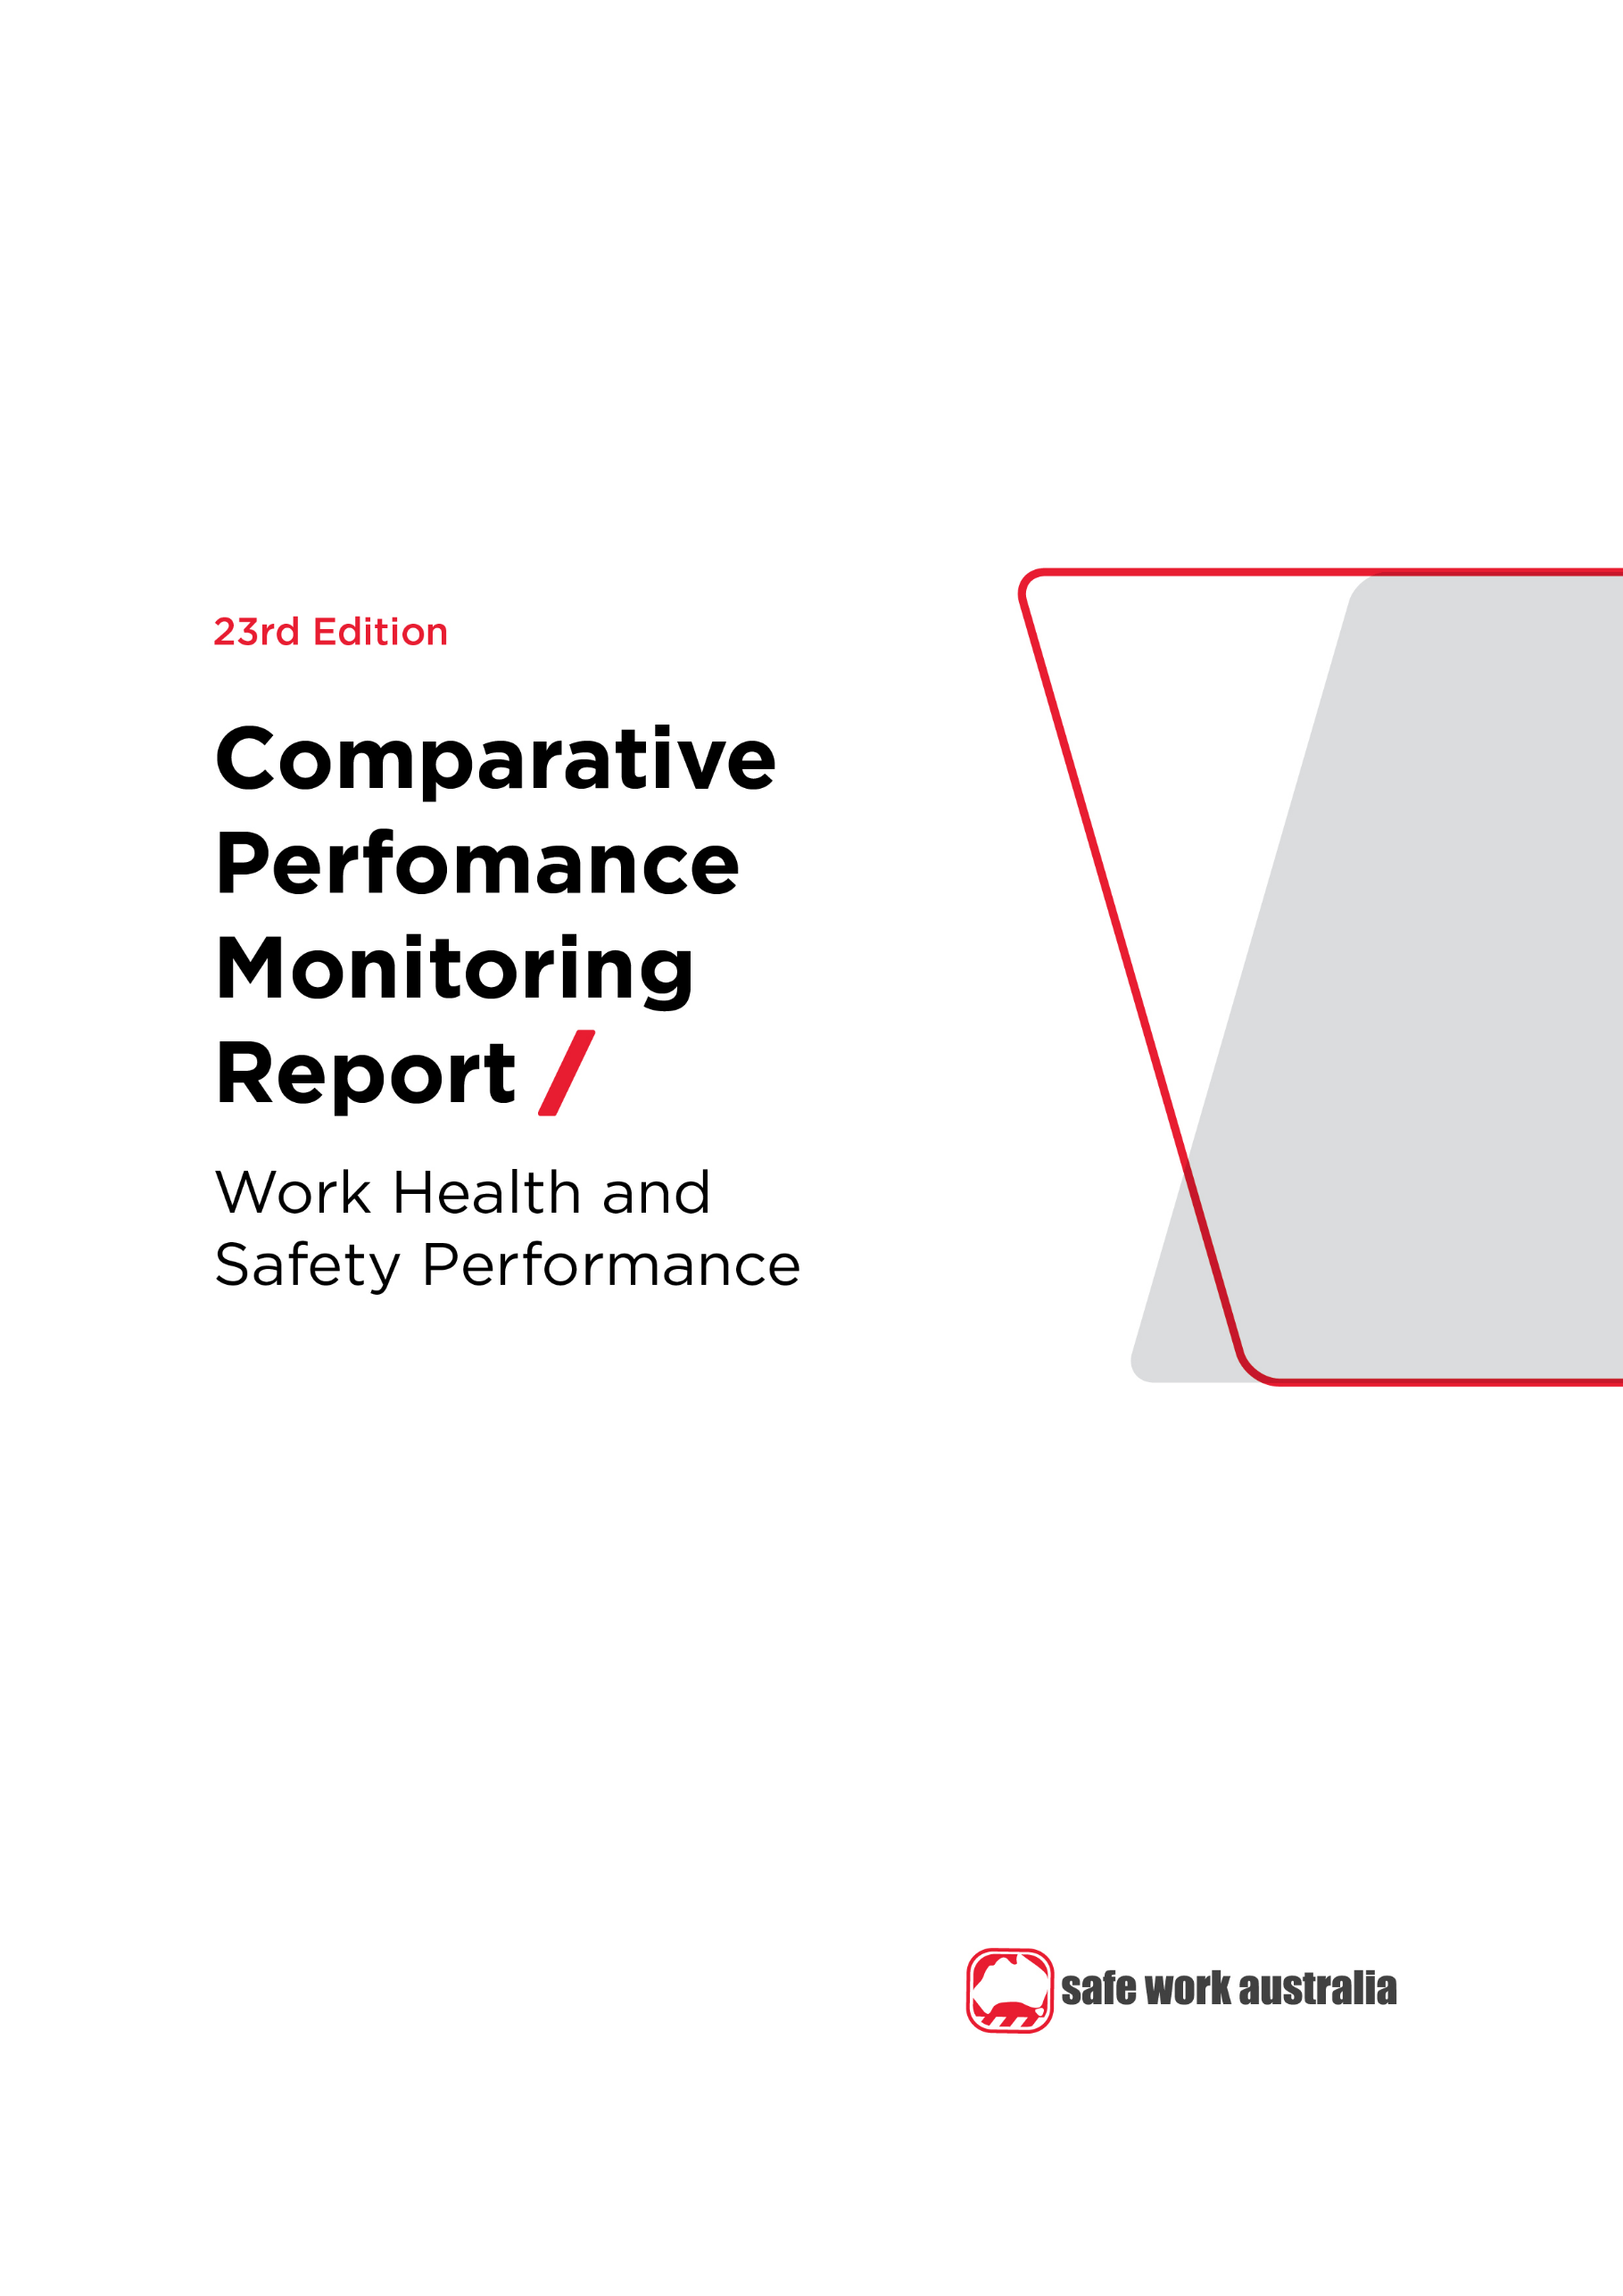 23rd Edition
Comparative
Perfomance
Monitoring
Report /
Work Health and
Safety Performance
safe work australia